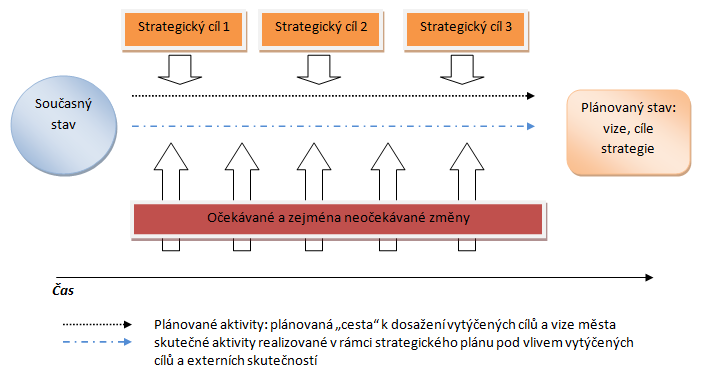 Strategický cíl 1
Strategický cíl 2
Strategický cíl 3
Současný
stav
Plánovaný stav:
vize, cíle
strategie
Očekávané a zejména neočekávané změny
Čas
Plánované aktivity: plánovaná „cesta“ k dosažení vytýčených cílů a vize města
skutečné aktivity realizované v rámci strategického plánu pod vlivem vytýčených
cílů a externích skutečností